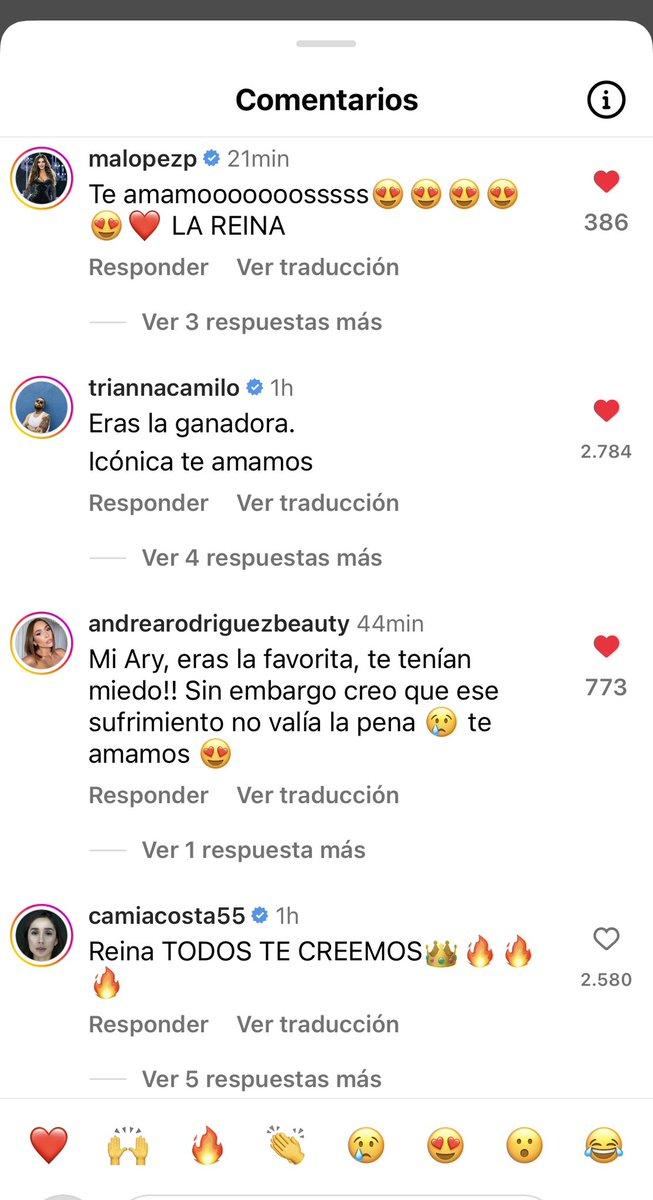 Comentarios
malopezp 21min
Te amamoooooooosssss😍😍😍😍
😍❤️ LA REINA
386
Responder Ver traducción
Ver 3 respuestas más
triannacamilo 1h
Eras la ganadora.
Icónica te amamos
2.784
Responder Ver traducción
Ver 4 respuestas más
andrearodriguezbeauty 44min
Mi Ary, eras la favorita, te tenían
miedo!! Sin embargo creo que ese
sufrimiento no valía la pena 😢 te
amamos 😍
773
Responder Ver traducción
Ver 1 respuesta más
camiacosta55 1h
Reina TODOS TE CREEMOS👑🔥🔥
🔥
2.580
Responder Ver traducción
Ver 5 respuestas más